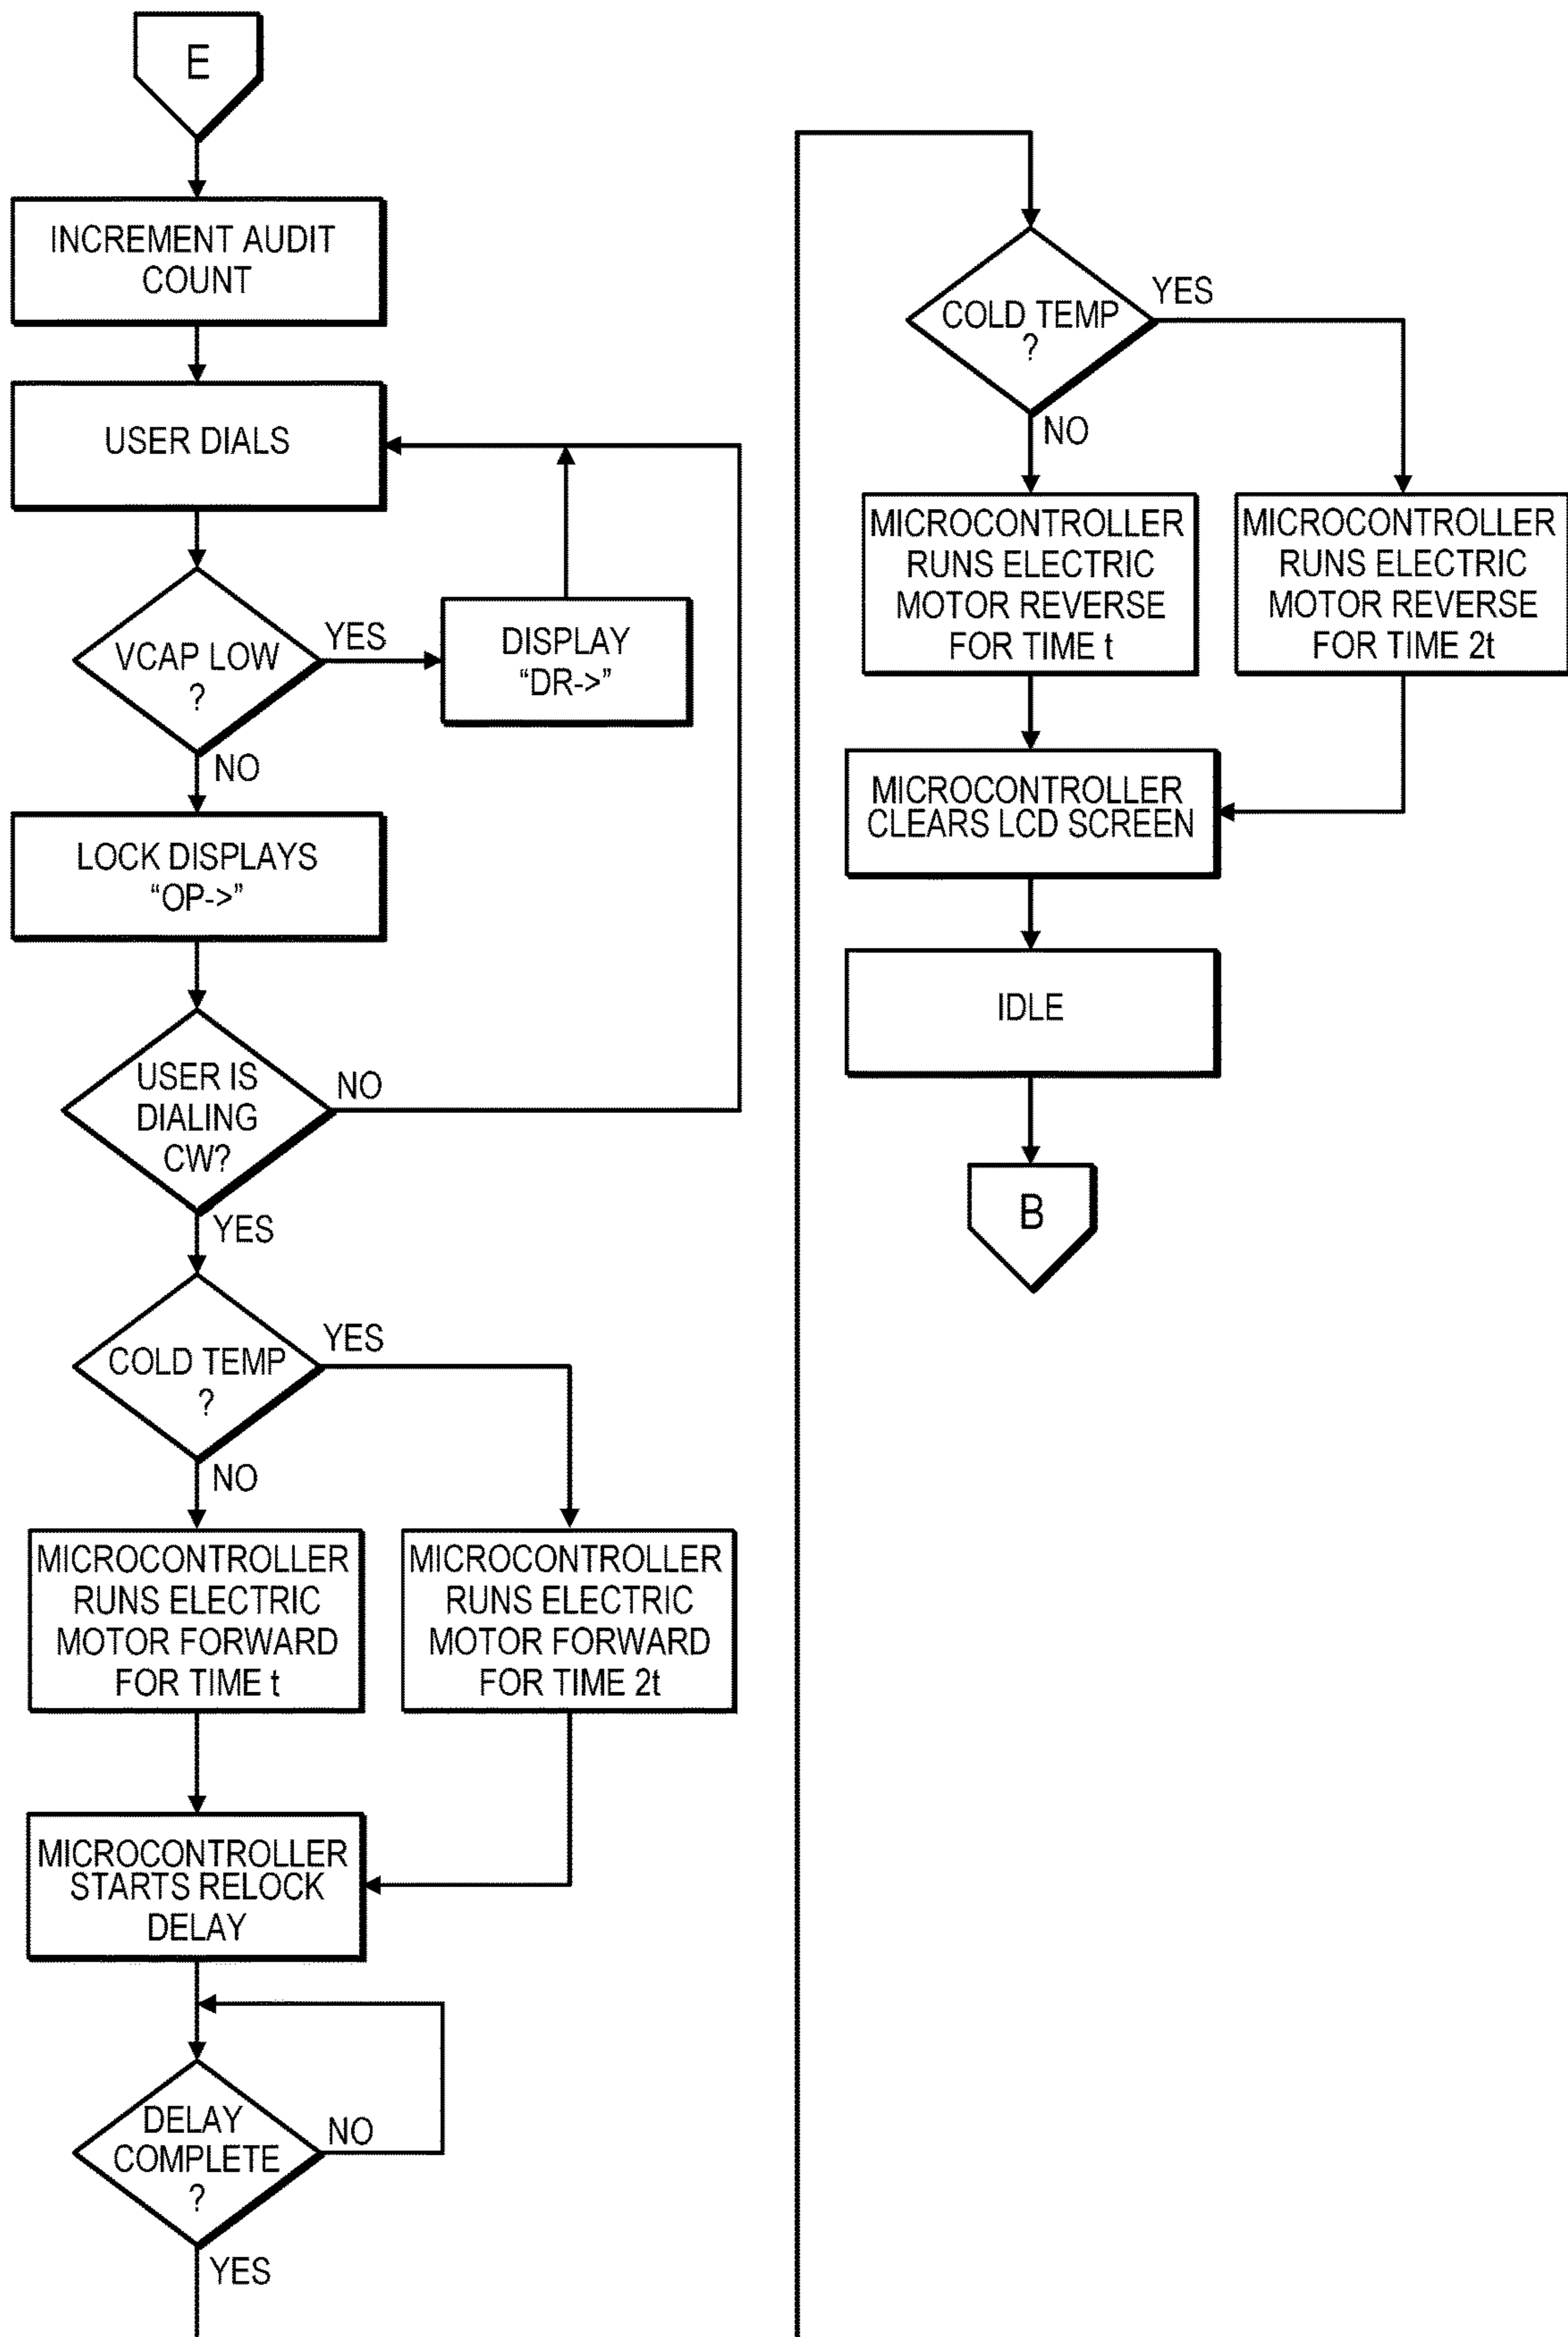 E
INCREMENT AUDIT
COUNT
USER DIALS
VCAP LOW
?
YES
DISPLAY
“DR->”
NO
LOCK DISPLAYS
“OP->”
USER IS
DIALING
CW?
NO
YES
COLD TEMP
?
YES
NO
MICROCONTROLLER
RUNS ELECTRIC
MOTOR FORWARD
FOR TIME t
MICROCONTROLLER
RUNS ELECTRIC
MOTOR FORWARD
FOR TIME 2t
MICROCONTROLLER
STARTS RELOCK
DELAY
DELAY
COMPLETE
?
NO
YES
COLD TEMP
?
YES
NO
MICROCONTROLLER
RUNS ELECTRIC
MOTOR REVERSE
FOR TIME t
MICROCONTROLLER
RUNS ELECTRIC
MOTOR REVERSE
FOR TIME 2t
MICROCONTROLLER
CLEARS LCD SCREEN
IDLE
B